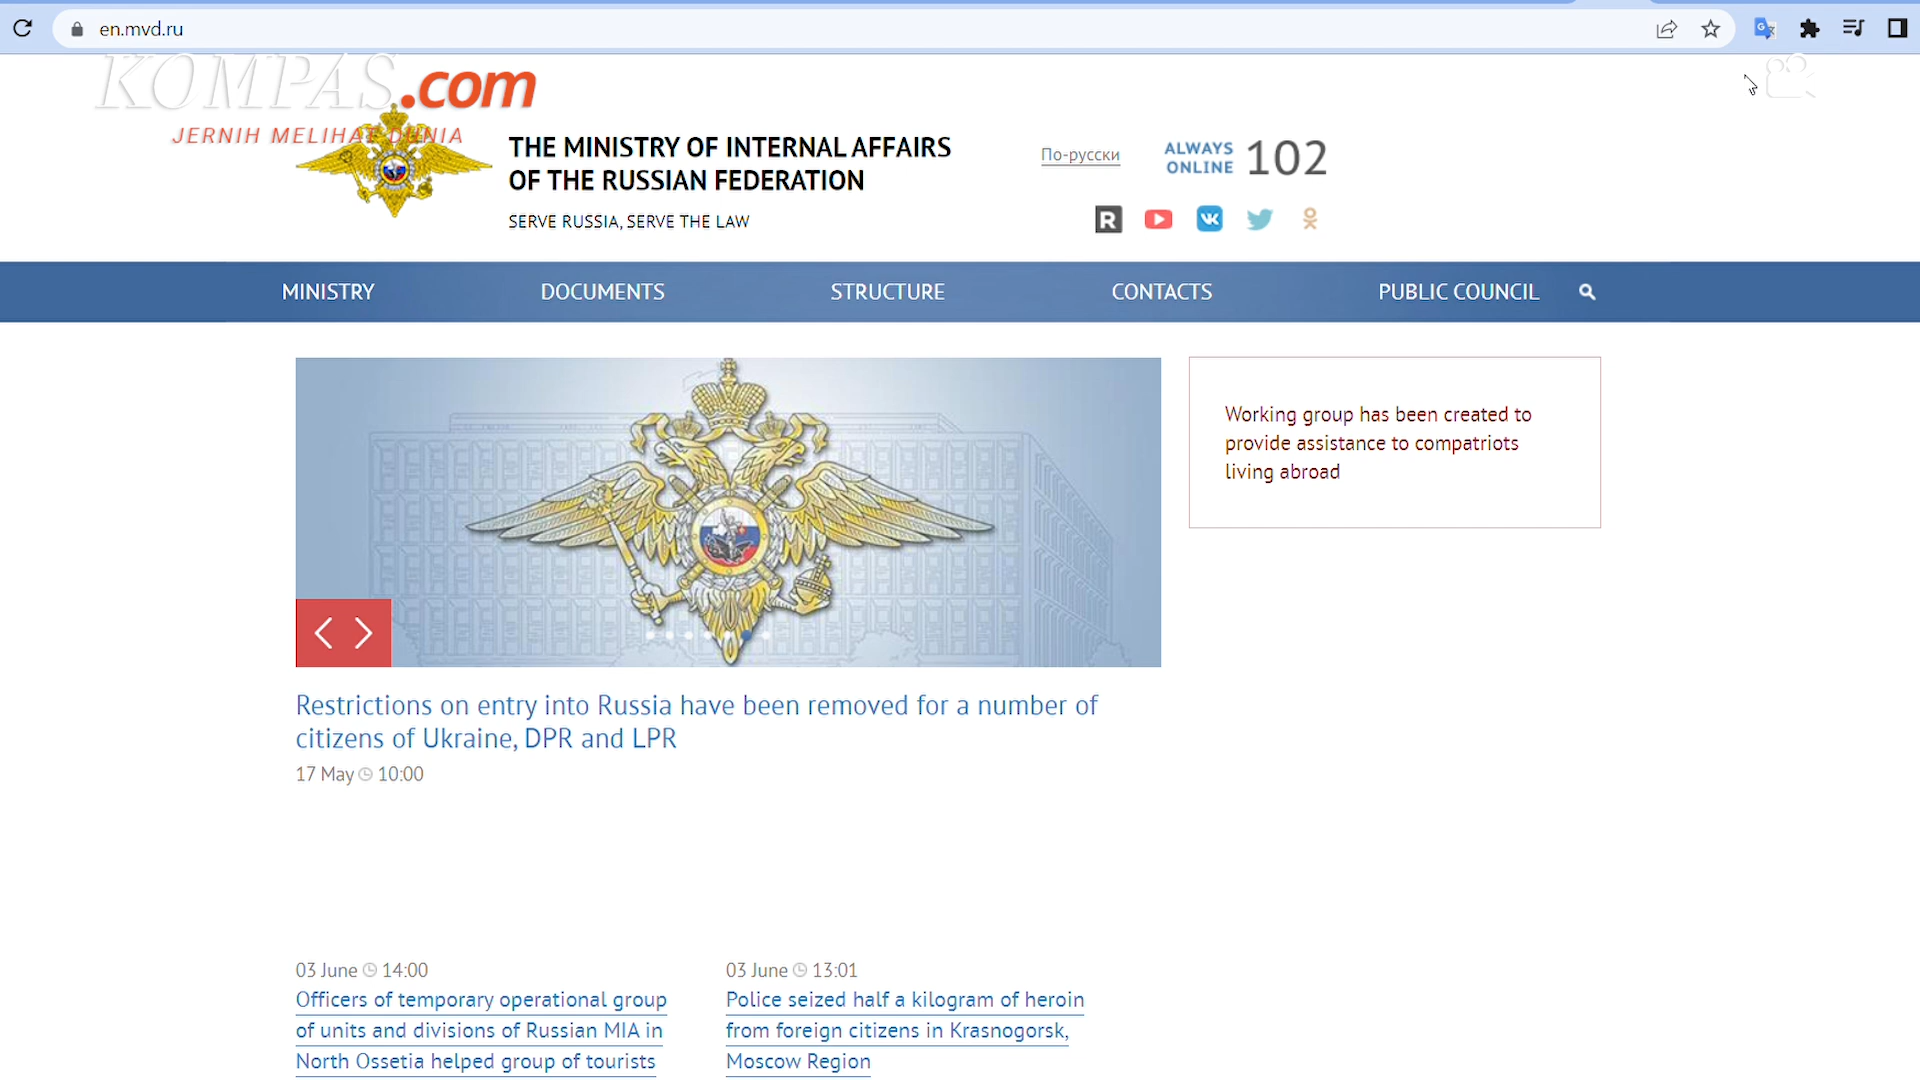 en.mvd.ru
KOMPAS.com
JERNIH MELIHAT DUNIA
THE MINISTRY OF INTERNAL AFFAIRS
OF THE RUSSIAN FEDERATION
SERVE RUSSIA, SERVE THE LAW
По-русски
ALWAYS
ONLINE 102
MINISTRY DOCUMENTS STRUCTURE CONTACTS PUBLIC COUNCIL
Working group has been created to
provide assistance to compatriots
living abroad
Restrictions on entry into Russia have been removed for a number of
citizens of Ukraine, DPR and LPR
17 May 10:00
03 June 14:00
Officers of temporary operational group
of units and divisions of Russian MIA in
North Ossetia helped group of tourists
03 June 13:01
Police seized half a kilogram of heroin
from foreign citizens in Krasnogorsk,
Moscow Region